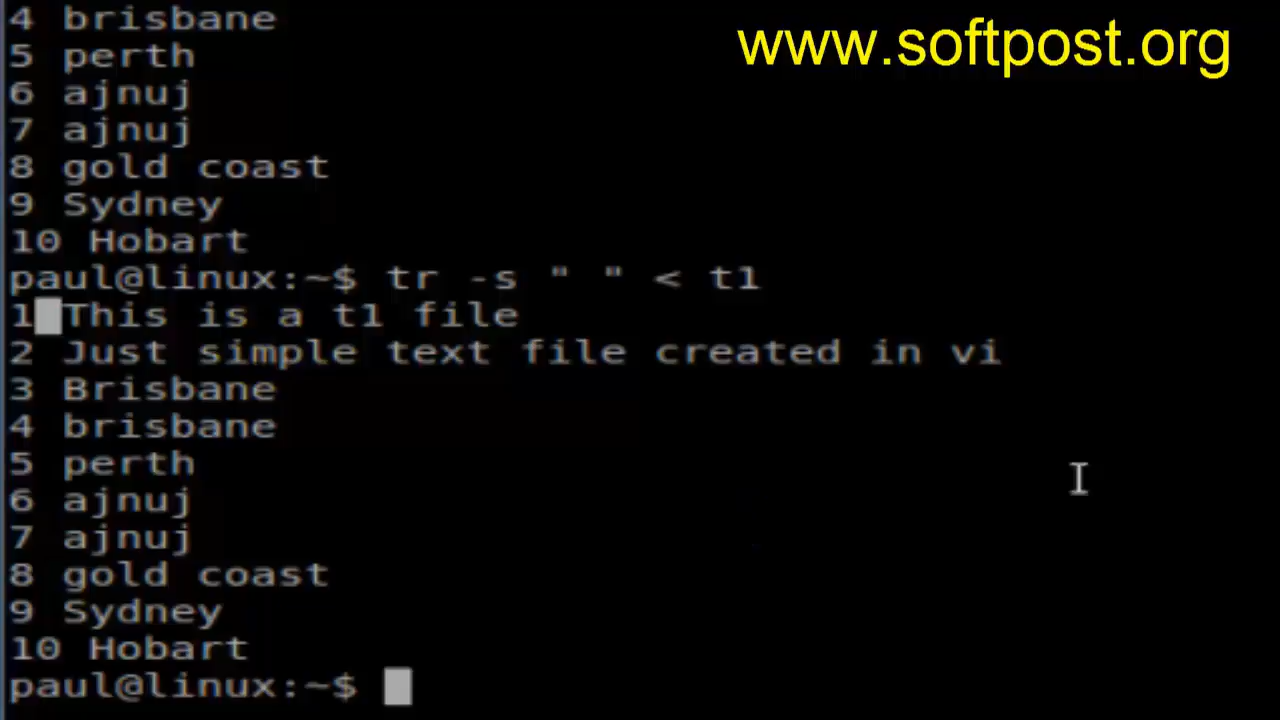 www.softpost.org
4 brisbane
5 perth
6 ajnuj
7 ajnuj
8 gold coast
9 Sydney
10 Hobart
paul@linux:~$ tr -s " " < t1
1 This is a t1 file
2 Just simple text file created in vi
3 Brisbane
4 brisbane
5 perth
6 ajnuj
7 ajnuj
8 gold coast
9 Sydney
10 Hobart
paul@linux:~$